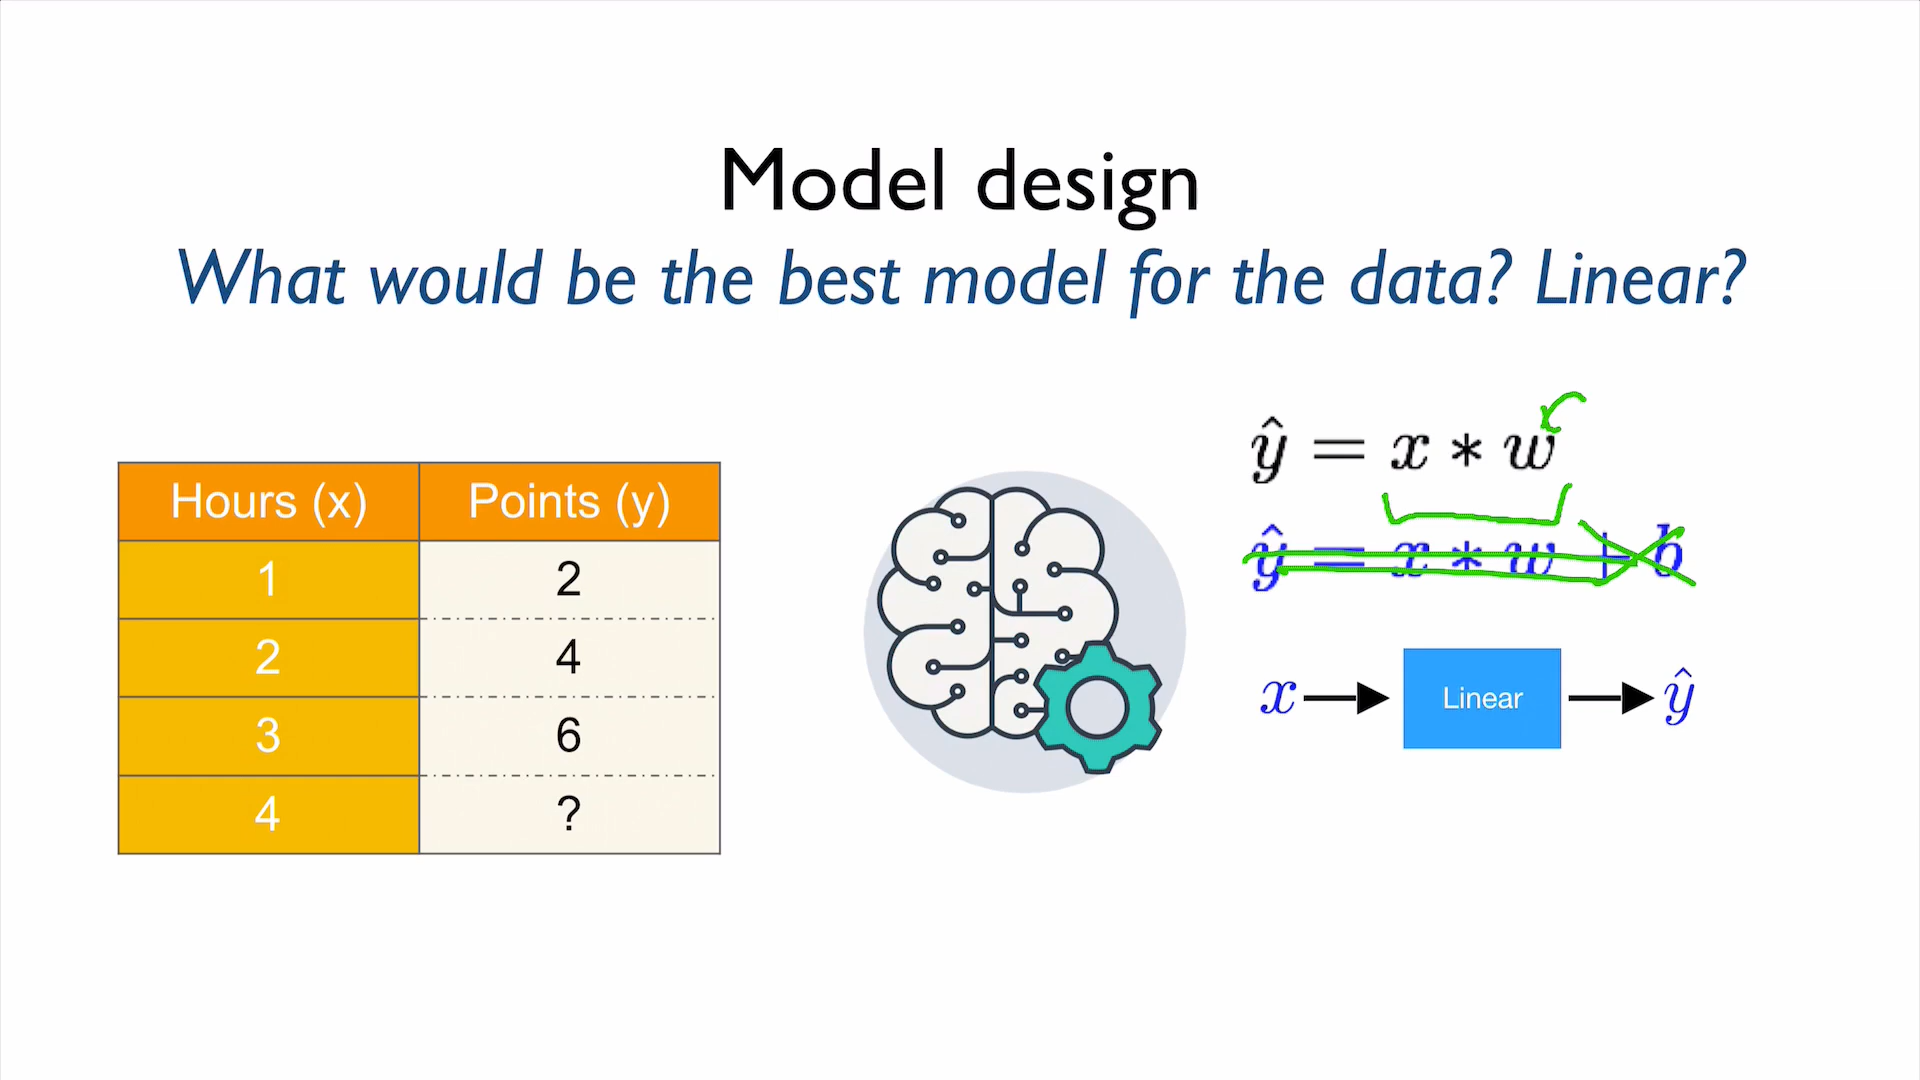 Model design
What would be the best model for the data? Linear?
Hours (x) Points (y)
1 2
2 4
3 6
4 ?
ŷ = x * w
ŷ = x * w + b
x Linear ŷ